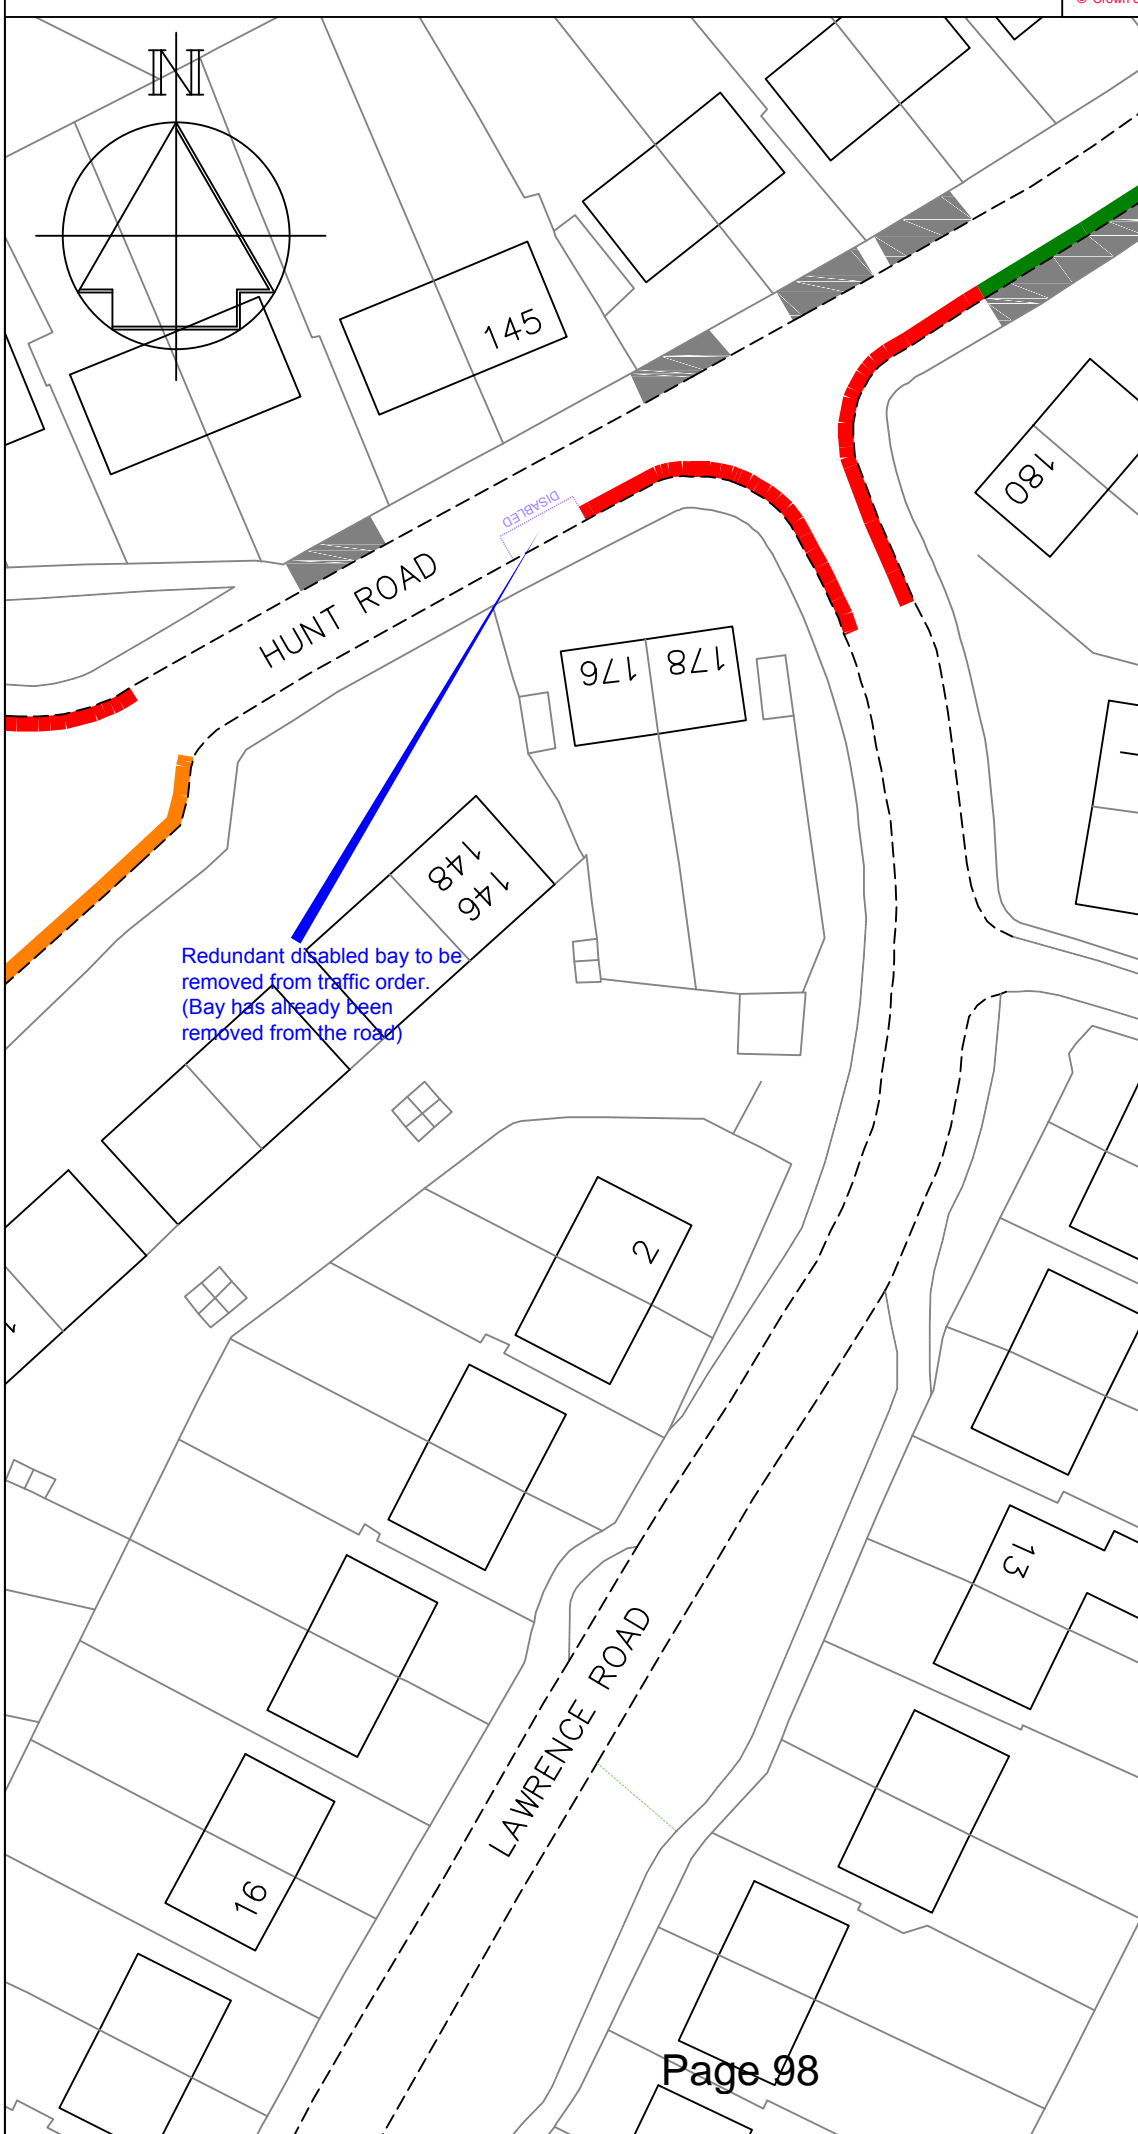 © Crown
N
145
DISABLED
180
HUNT ROAD
176
178
148
146
Redundant disabled bay to be
removed from traffic order.
(Bay has already been
removed from the road)
2
13
LAWRENCE ROAD
16
Page 98